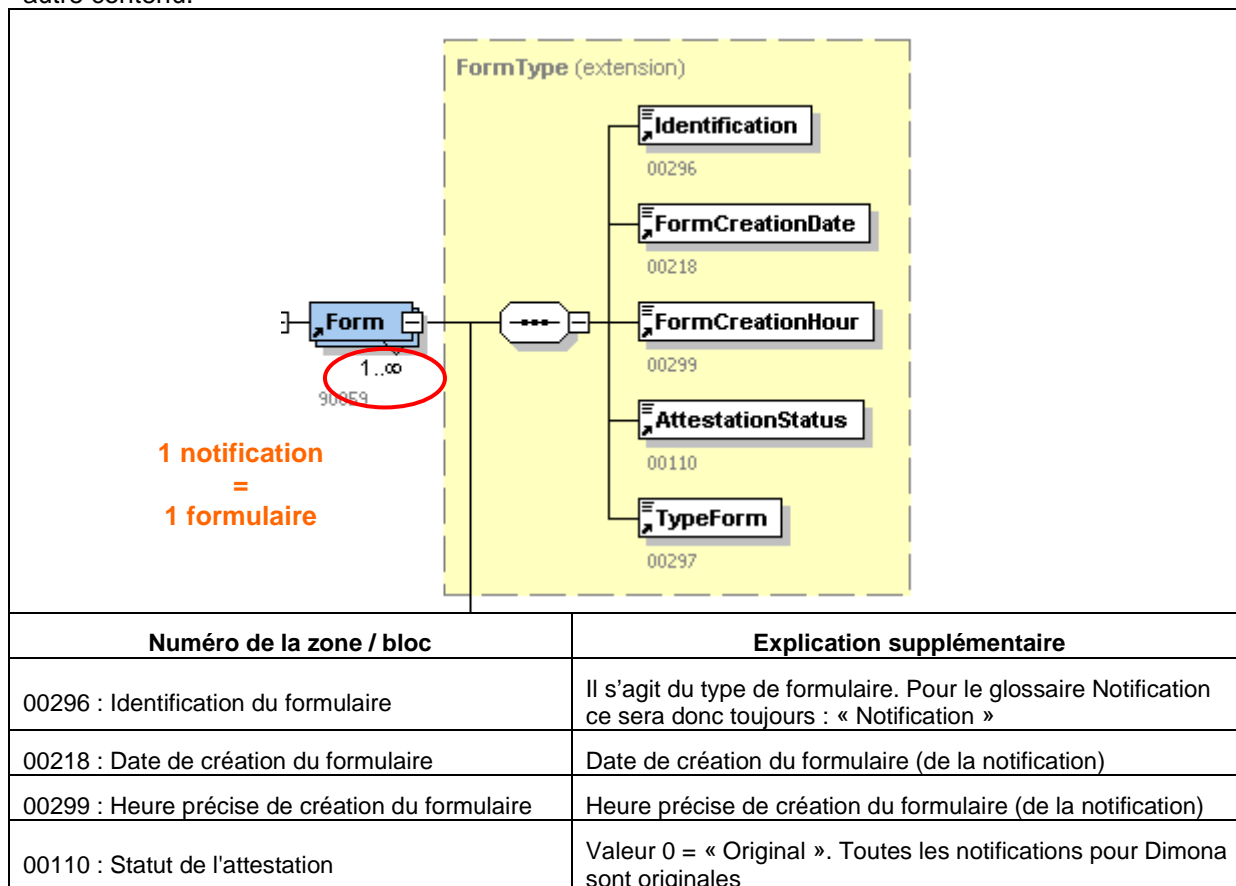 autre contenu.
FormType (extension)
Identification
00296
FormCreationDate
00218
Form
FormCreationHour
1..∞
00299
90059
AttestationStatus
00110
1 notification
=
1 formulaire
TypeForm
00297
Numéro de la zone / bloc
Explication supplémentaire
00296 : Identification du formulaire
Il s’agit du type de formulaire. Pour le glossaire Notification
ce sera donc toujours : « Notification »
00218 : Date de création du formulaire
Date de création du formulaire (de la notification)
00299 : Heure précise de création du formulaire
Heure précise de création du formulaire (de la notification)
00110 : Statut de l'attestation
Valeur 0 = « Original ». Toutes les notifications pour Dimona
sont originales